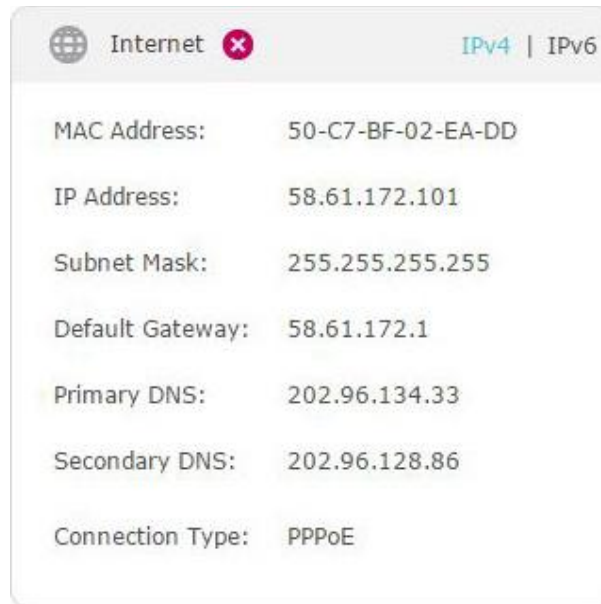 Internet IPv4 | IPv6
MAC Address: 50-C7-BF-02-EA-DD
IP Address: 58.61.172.101
Subnet Mask: 255.255.255.255
Default Gateway: 58.61.172.1
Primary DNS: 202.96.134.33
Secondary DNS: 202.96.128.86
Connection Type: PPPoE